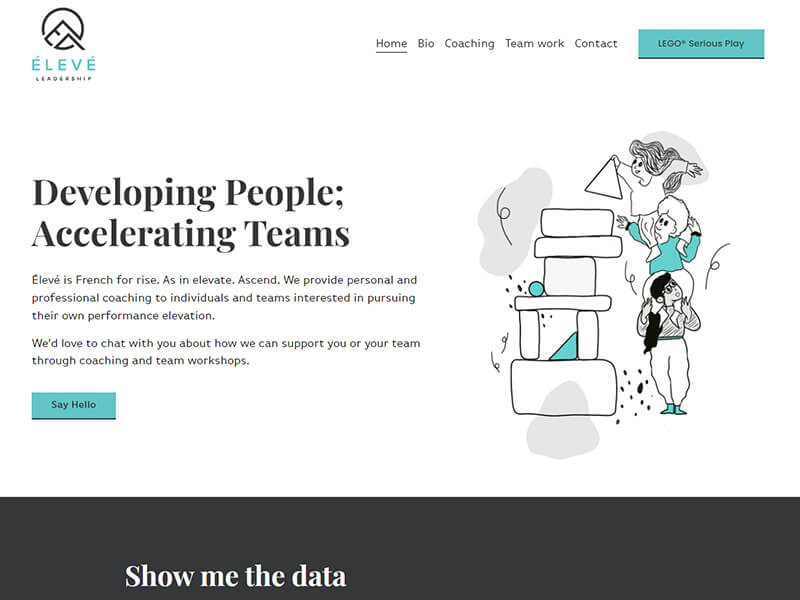 ÉLEVÉ
LEADERSHIP
Home Bio Coaching Team work Contact LEGO® Serious Play
Developing People;
Accelerating Teams
Élevé is French for rise. As in elevate. Ascend. We provide personal and
professional coaching to individuals and teams interested in pursuing
their own performance elevation.
We'd love to chat with you about how we can support you or your team
through coaching and team workshops.
Say Hello
Show me the data